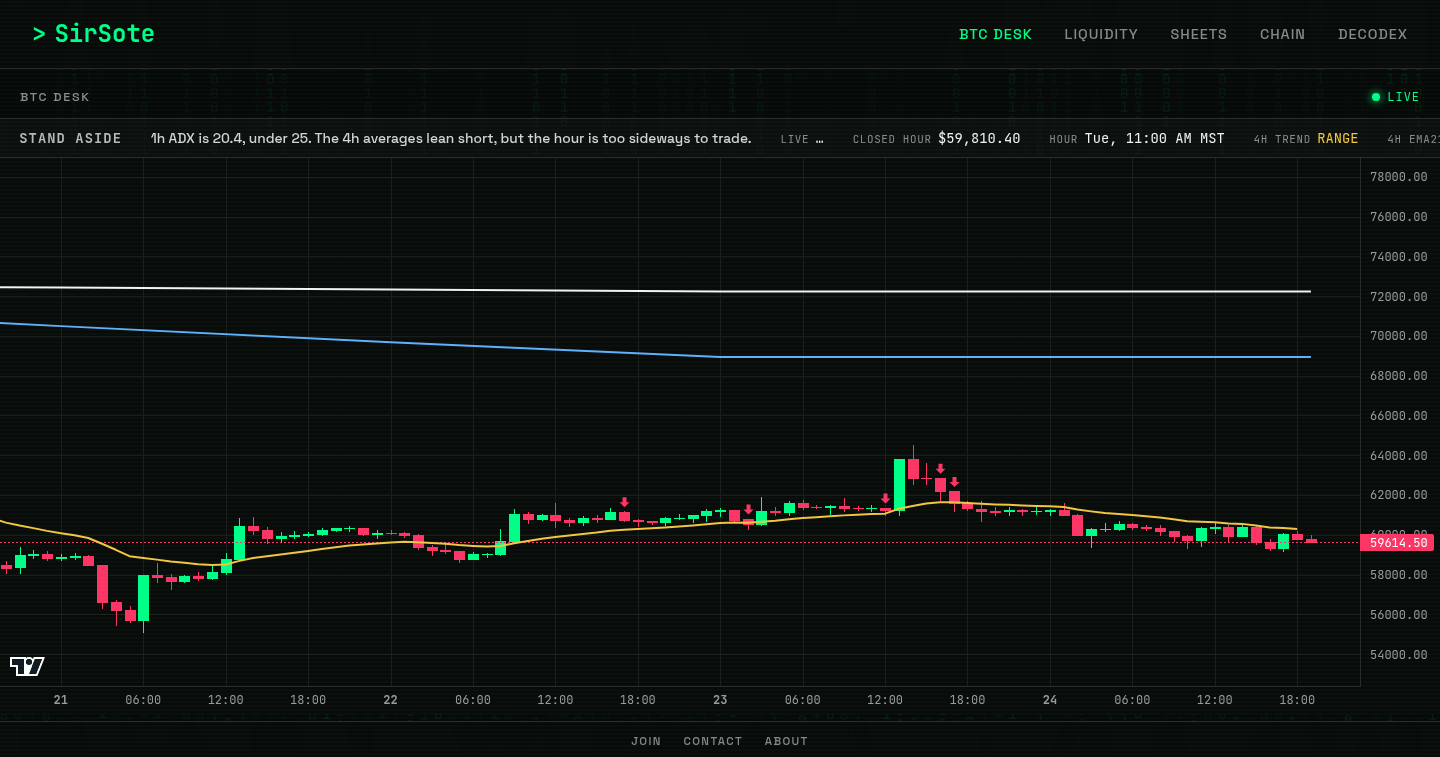 > SirSote
BTC DESK LIQUIDITY SHEETS CHAIN DECODEX
BTC DESK
LIVE
STAND ASIDE 1h ADX is 20.4, under 25. The 4h averages lean short, but the hour is too sideways to trade. LIVE … CLOSED HOUR $59,810.40 HOUR Tue, 11:00 AM MST 4H TREND RANGE 4H EMA2
78000.00
76000.00
74000.00
72000.00
70000.00
68000.00
66000.00
64000.00
62000.00
59614.50
58000.00
56000.00
54000.00
21 06:00 12:00 18:00 22 06:00 12:00 18:00 23 06:00 12:00 18:00 24 06:00 12:00 18:00
JOIN CONTACT ABOUT